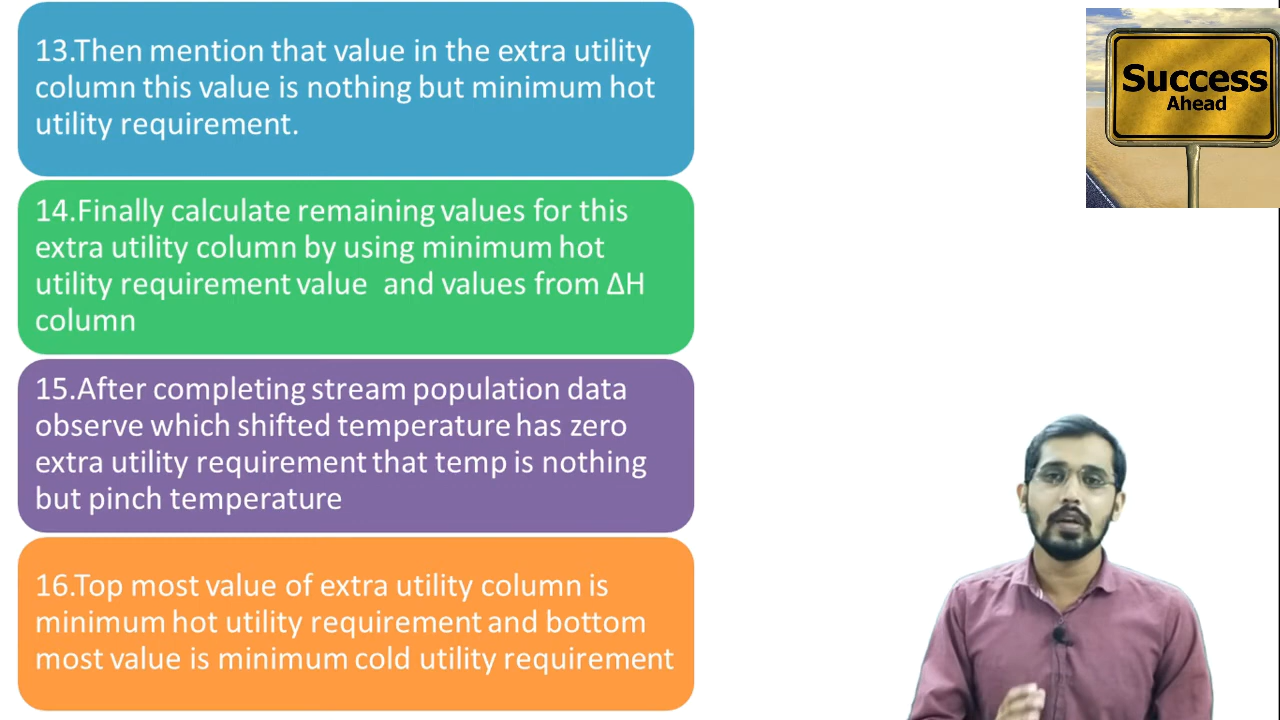 13.Then mention that value in the extra utility
column this value is nothing but minimum hot
utility requirement.
14.Finally calculate remaining values for this
extra utility column by using minimum hot
utility requirement value and values from ΔH
column
15.After completing stream population data
observe which shifted temperature has zero
extra utility requirement that temp is nothing
but pinch temperature
16.Top most value of extra utility column is
minimum hot utility requirement and bottom
most value is minimum cold utility requirement
Success
Ahead